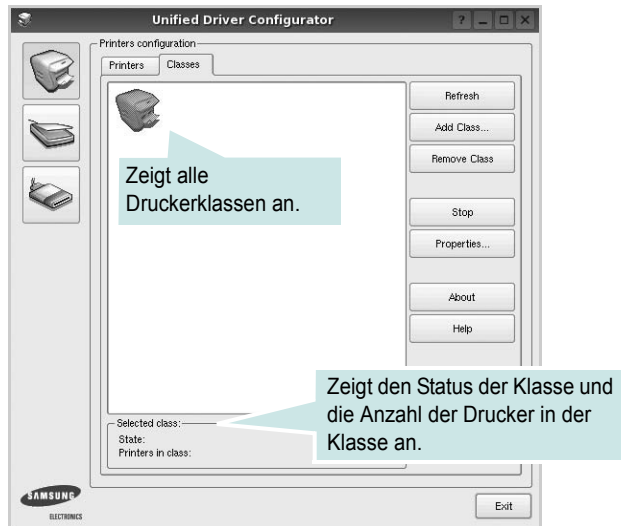 Unified Driver Configurator
?
Printers configuration
Printers
Classes
Refresh
Add Class...
Remove Class
Zeigt alle
Druckerklassen an.
Stop
Properties...
About
Help
Zeigt den Status der Klasse und
die Anzahl der Drucker in der
Klasse an.
Selected class:
State:
Printers in class:
SAMSUNG
ELECTRONICS
Exit